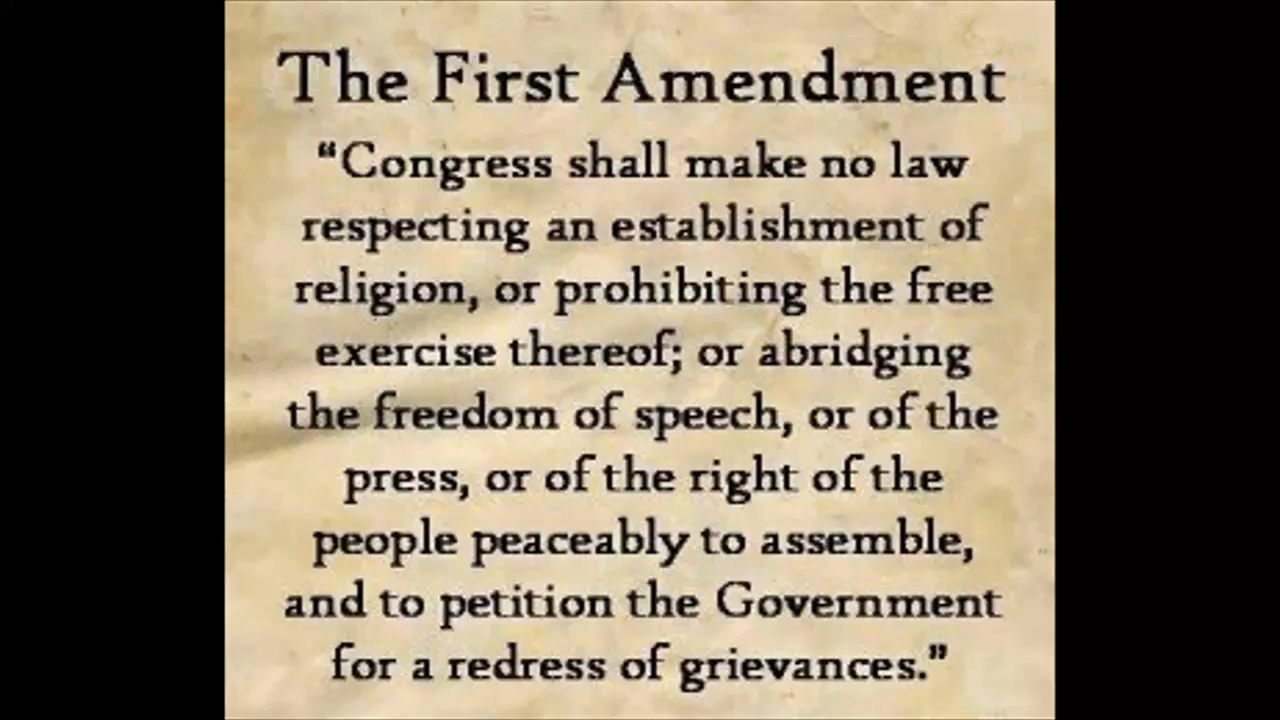 The First Amendment
“Congress shall make no law
respecting an establishment of
religion, or prohibiting the free
exercise thereof; or abridging
the freedom of speech, or of the
press, or of the right of the
people peaceably to assemble,
and to petition the Government
for a redress of grievances.”